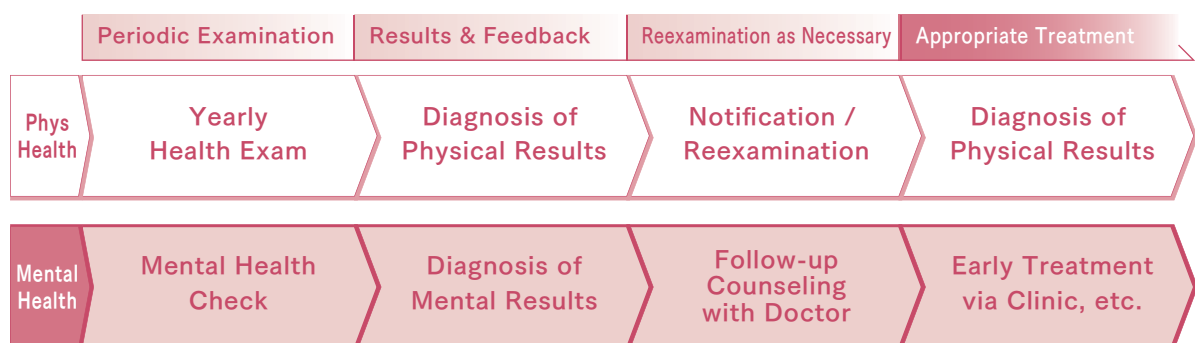 Periodic Examination
Results & Feedback
Reexamination as Necessary
Appropriate Treatment
Phys
Health
Yearly
Health Exam
Diagnosis of
Physical Results
Notification /
Reexamination
Diagnosis of
Physical Results
Mental
Health
Mental Health
Check
Diagnosis of
Mental Results
Follow-up
Counseling
with Doctor
Early Treatment
via Clinic, etc.